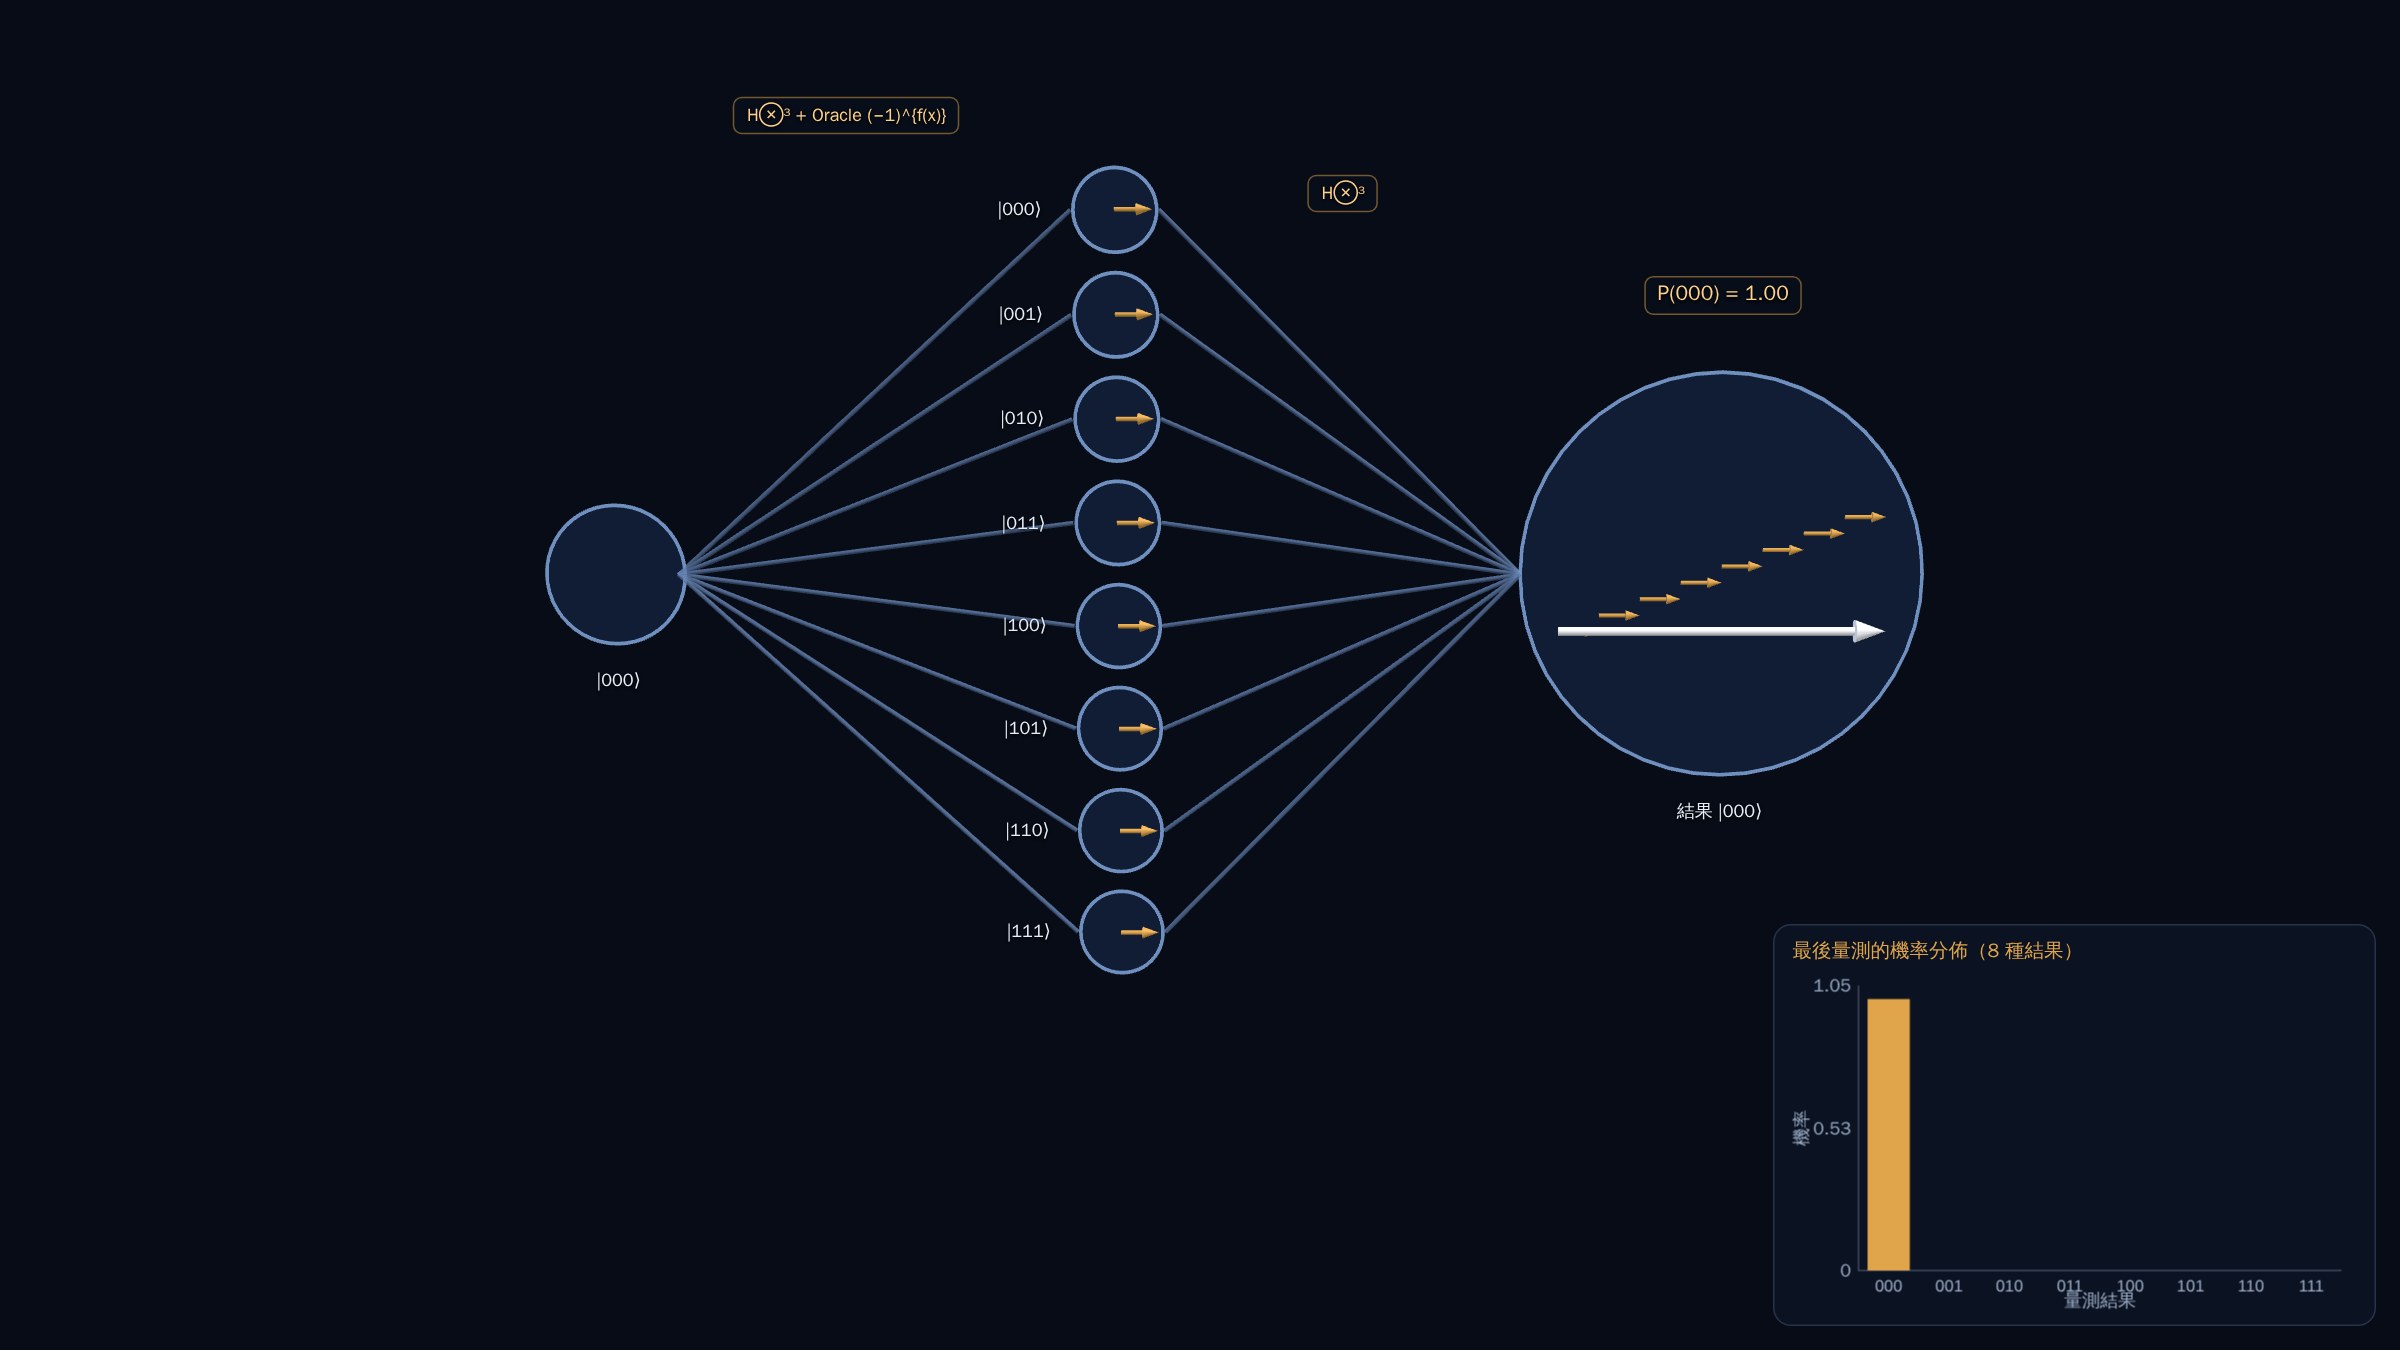 H⊗³ + Oracle (−1)^{f(x)}
H⊗³
P(000) = 1.00
|000⟩
|001⟩
|010⟩
|011⟩
|100⟩
|101⟩
|110⟩
|111⟩
|000⟩
結果 |000⟩
最後量測的機率分佈（8 種結果）
1.05
0.53
0
機率
000 001 010 011 100 101 110 111
量測結果